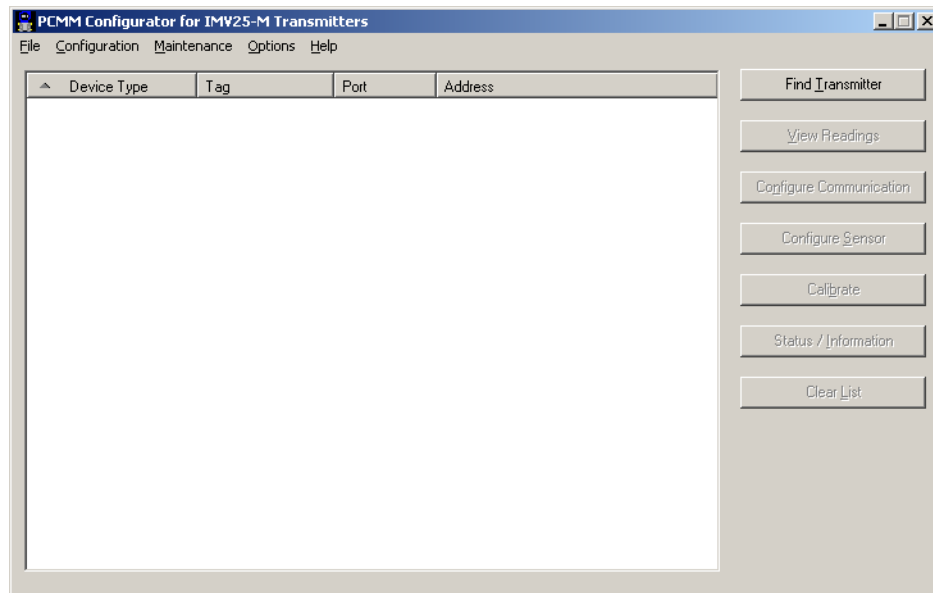 PCMM Configurator for IMV25-M Transmitters
File Configuration Maintenance Options Help
Device Type Tag Port Address
Find Transmitter
View Readings
Configure Communication
Configure Sensor
Calibrate
Status / Information
Clear List